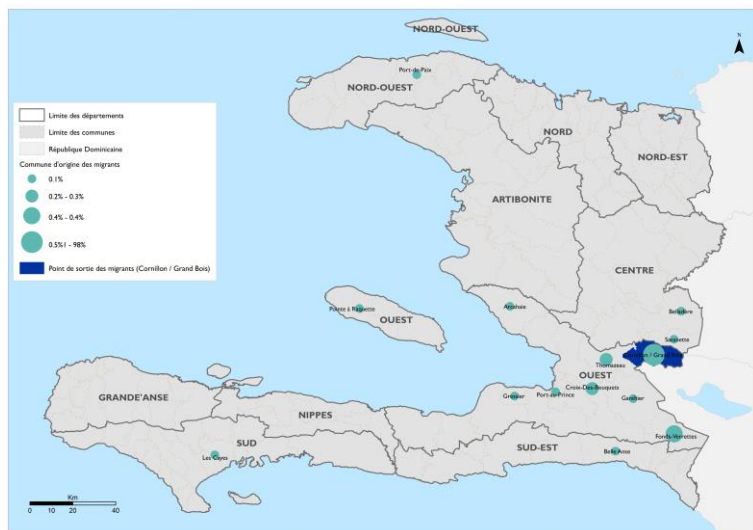 NORD-OUEST
N
Port-de-Paix
NORD-OUEST
NORD
NORD-EST
ARTIBONITE
CENTRE
Limite des départements
Limite des communes
République Dominicaine
Commune d'origine des migrants
0.1%
0.2% - 0.3%
0.4% - 0.4%
0.5%1 - 98%
Point de sortie des migrants (Cornillon / Grand Bois)
Pointe à Raquette
OUEST
Arcahaie
Belladère
Savanette
Cornillon / Grand Bois
Thomazeau
OUEST
Croix-Des-Bouquets
Port-au-Prince
Gressier
Ganthier
Fonds-Verrettes
GRANDE'ANSE
NIPPES
SUD
SUD-EST
Les Cayes
Belle Anse
Km
0 10 20 40